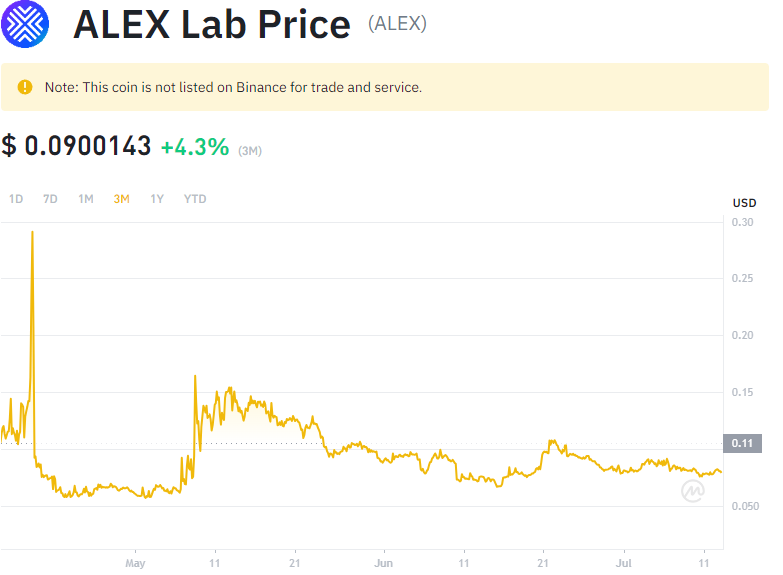 ALEX Lab Price (ALEX)
Note: This coin is not listed on Binance for trade and service.
$ 0.0900143 +4.3% (3M)
1D 7D 1M 3M 1Y YTD
USD
0.30
0.25
0.20
0.15
0.11
0.050
May 11 21 Jun 11 21 Jul 11